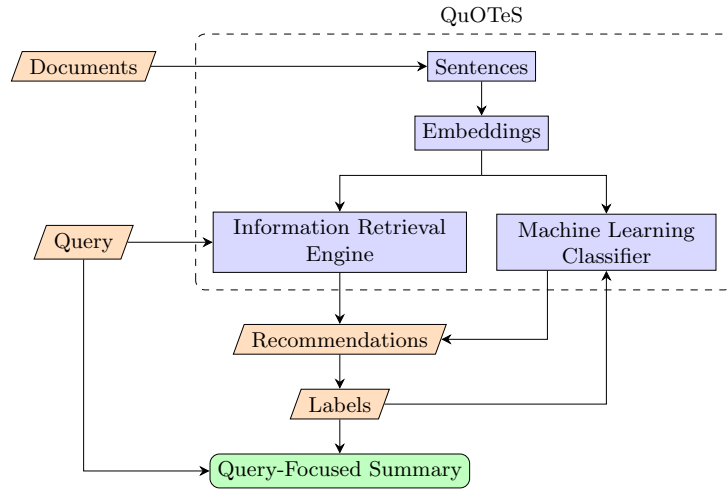 QuOTeS
Documents
Sentences
Embeddings
Query
Information Retrieval
Engine
Machine Learning
Classifier
Recommendations
Labels
Query-Focused Summary